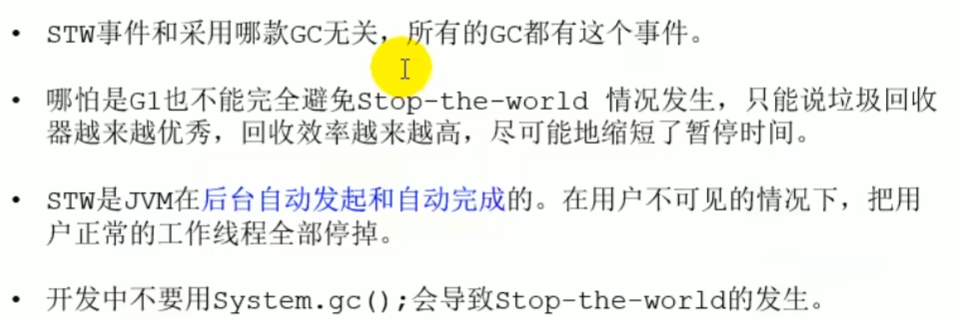 • STW事件和采用哪款GC无关，所有的GC都有这个事件。
• 哪怕是G1也不能完全避免Stop-the-world 情况发生，只能说垃圾回收
器越来越优秀，回收效率越来越高，尽可能地缩短了暂停时间。
• STW是JVM在后台自动发起和自动完成的。在用户不可见的情况下，把用
户正常的工作线程全部停掉。
• 开发中不要用System.gc();会导致Stop-the-world的发生。